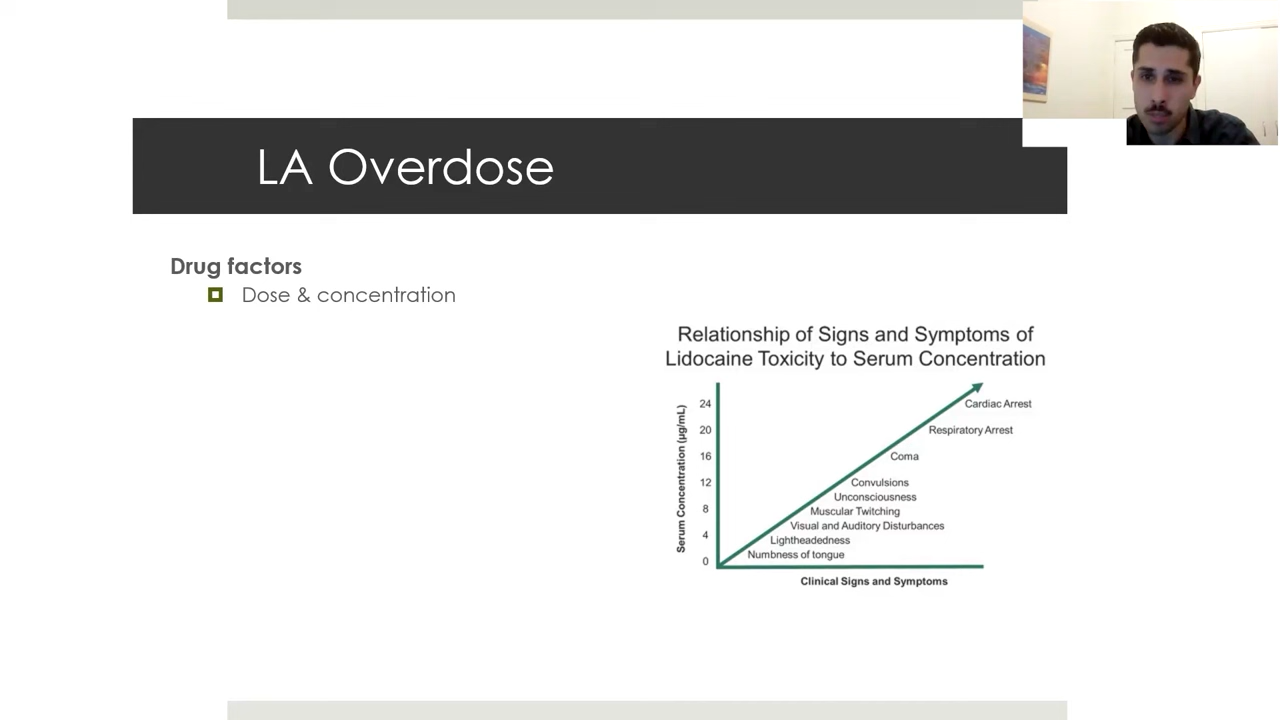 LA Overdose
Drug factors
Dose & concentration
Relationship of Signs and Symptoms of
Lidocaine Toxicity to Serum Concentration
Serum Concentration (µg/mL)
24
20
16
12
8
4
0
Cardiac Arrest
Respiratory Arrest
Coma
Convulsions
Unconsciousness
Muscular Twitching
Visual and Auditory Disturbances
Lightheadedness
Numbness of tongue
Clinical Signs and Symptoms